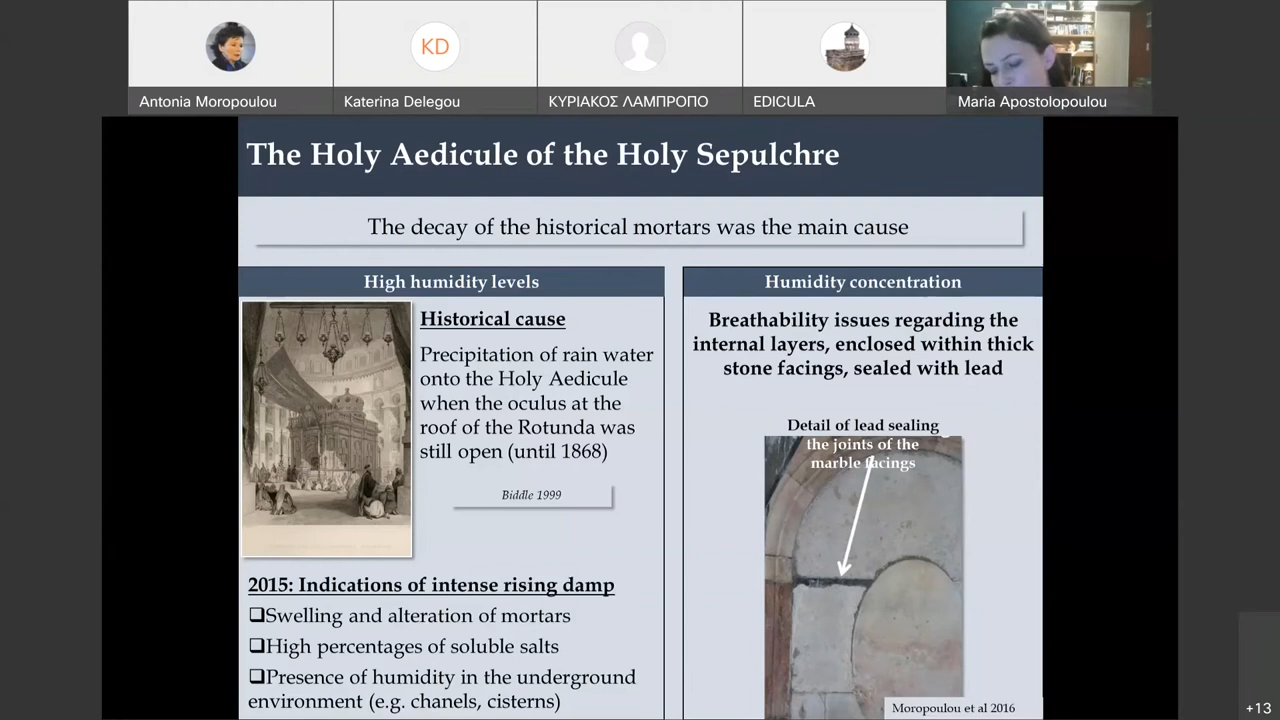 KD
Antonia Moropoulou
Katerina Delegou
ΚΥΡΙΑΚΟΣ ΛΑΜΠΡΟΠΟ
EDICULA
Maria Apostolopoulou
The Holy Aedicule of the Holy Sepulchre
The decay of the historical mortars was the main cause
High humidity levels
Historical cause
Precipitation of rain water
onto the Holy Aedicule
when the oculus at the
roof of the Rotunda was
still open (until 1868)
Biddle 1999
2015: Indications of intense rising damp
❑Swelling and alteration of mortars
❑High percentages of soluble salts
❑Presence of humidity in the underground
environment (e.g. chanels, cisterns)
Humidity concentration
Breathability issues regarding the
internal layers, enclosed within thick
stone facings, sealed with lead
Detail of lead sealing
the joints of the
marble facings
Moropoulou et al 2016
+13